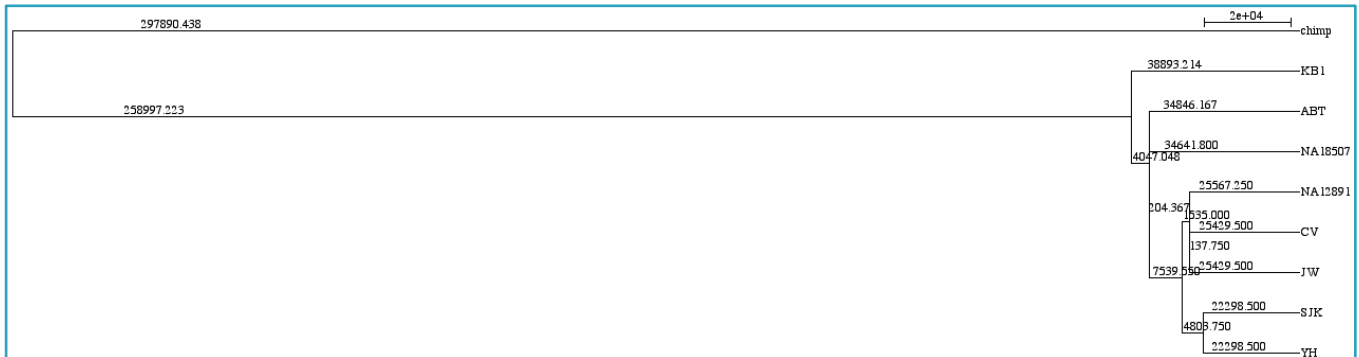 2e+04
297890.438
chimp
38893.214
KB1
258997.223
34846.167
ABT
34641.800
NA18507
4047.048
25567.250
NA12891
204.367
1535.000
25429.500
CV
137.750
7539.550
25429.500
JW
22298.500
SJK
4803.750
22298.500
YH